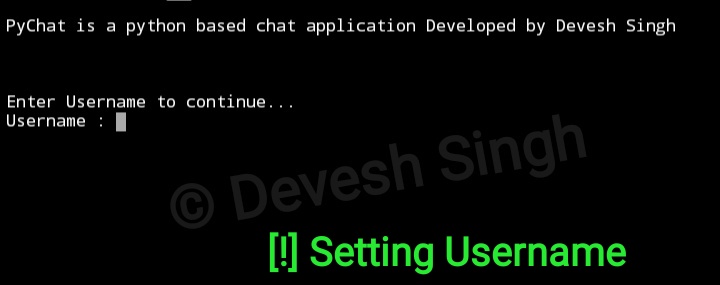 PyChat is a python based chat application Developed by Devesh Singh
Enter Username to continue...
Username :
© Devesh Singh
[!] Setting Username